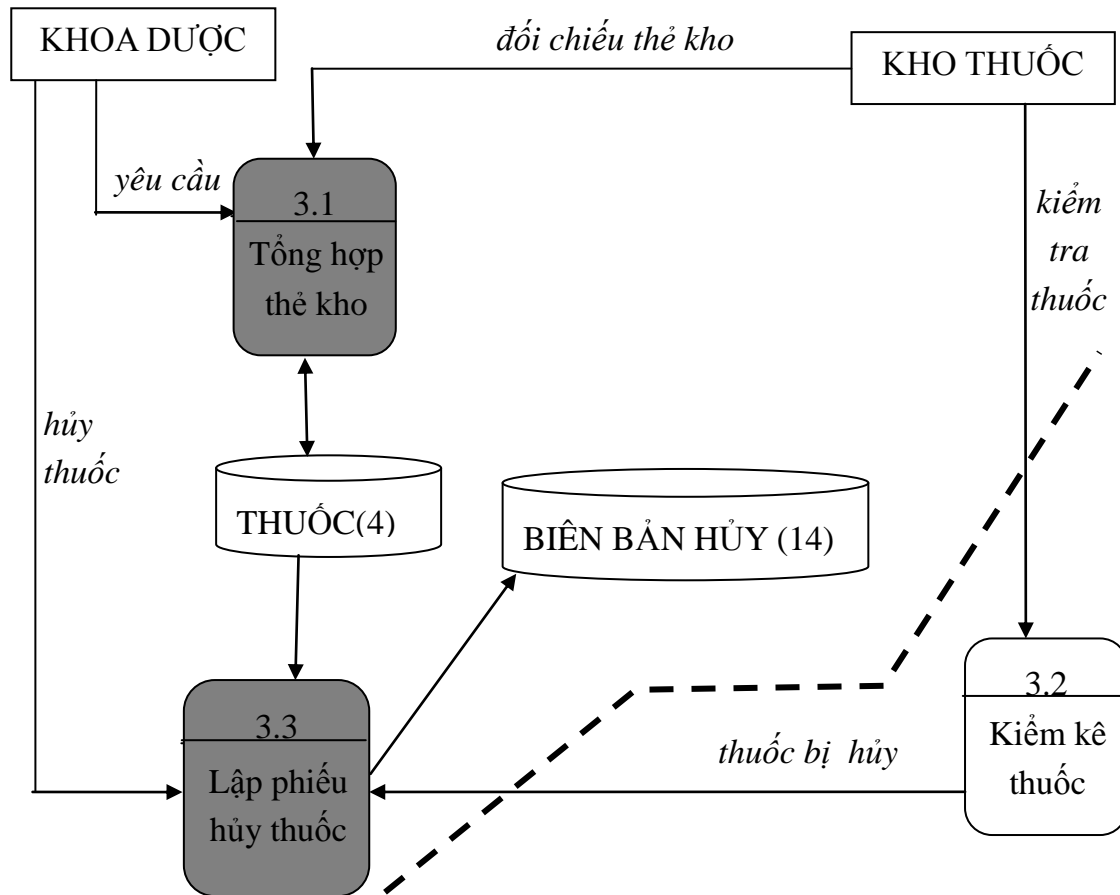 KHOA DƯỢC
đối chiếu thẻ kho
KHO THUỐC
yêu cầu
3.1
Tổng hợp
thẻ kho
kiểm
tra
thuốc
hủy
thuốc
THUỐC(4)
BIÊN BẢN HỦY (14)
3.3
Lập phiếu
hủy thuốc
thuốc bị hủy
3.2
Kiểm kê
thuốc